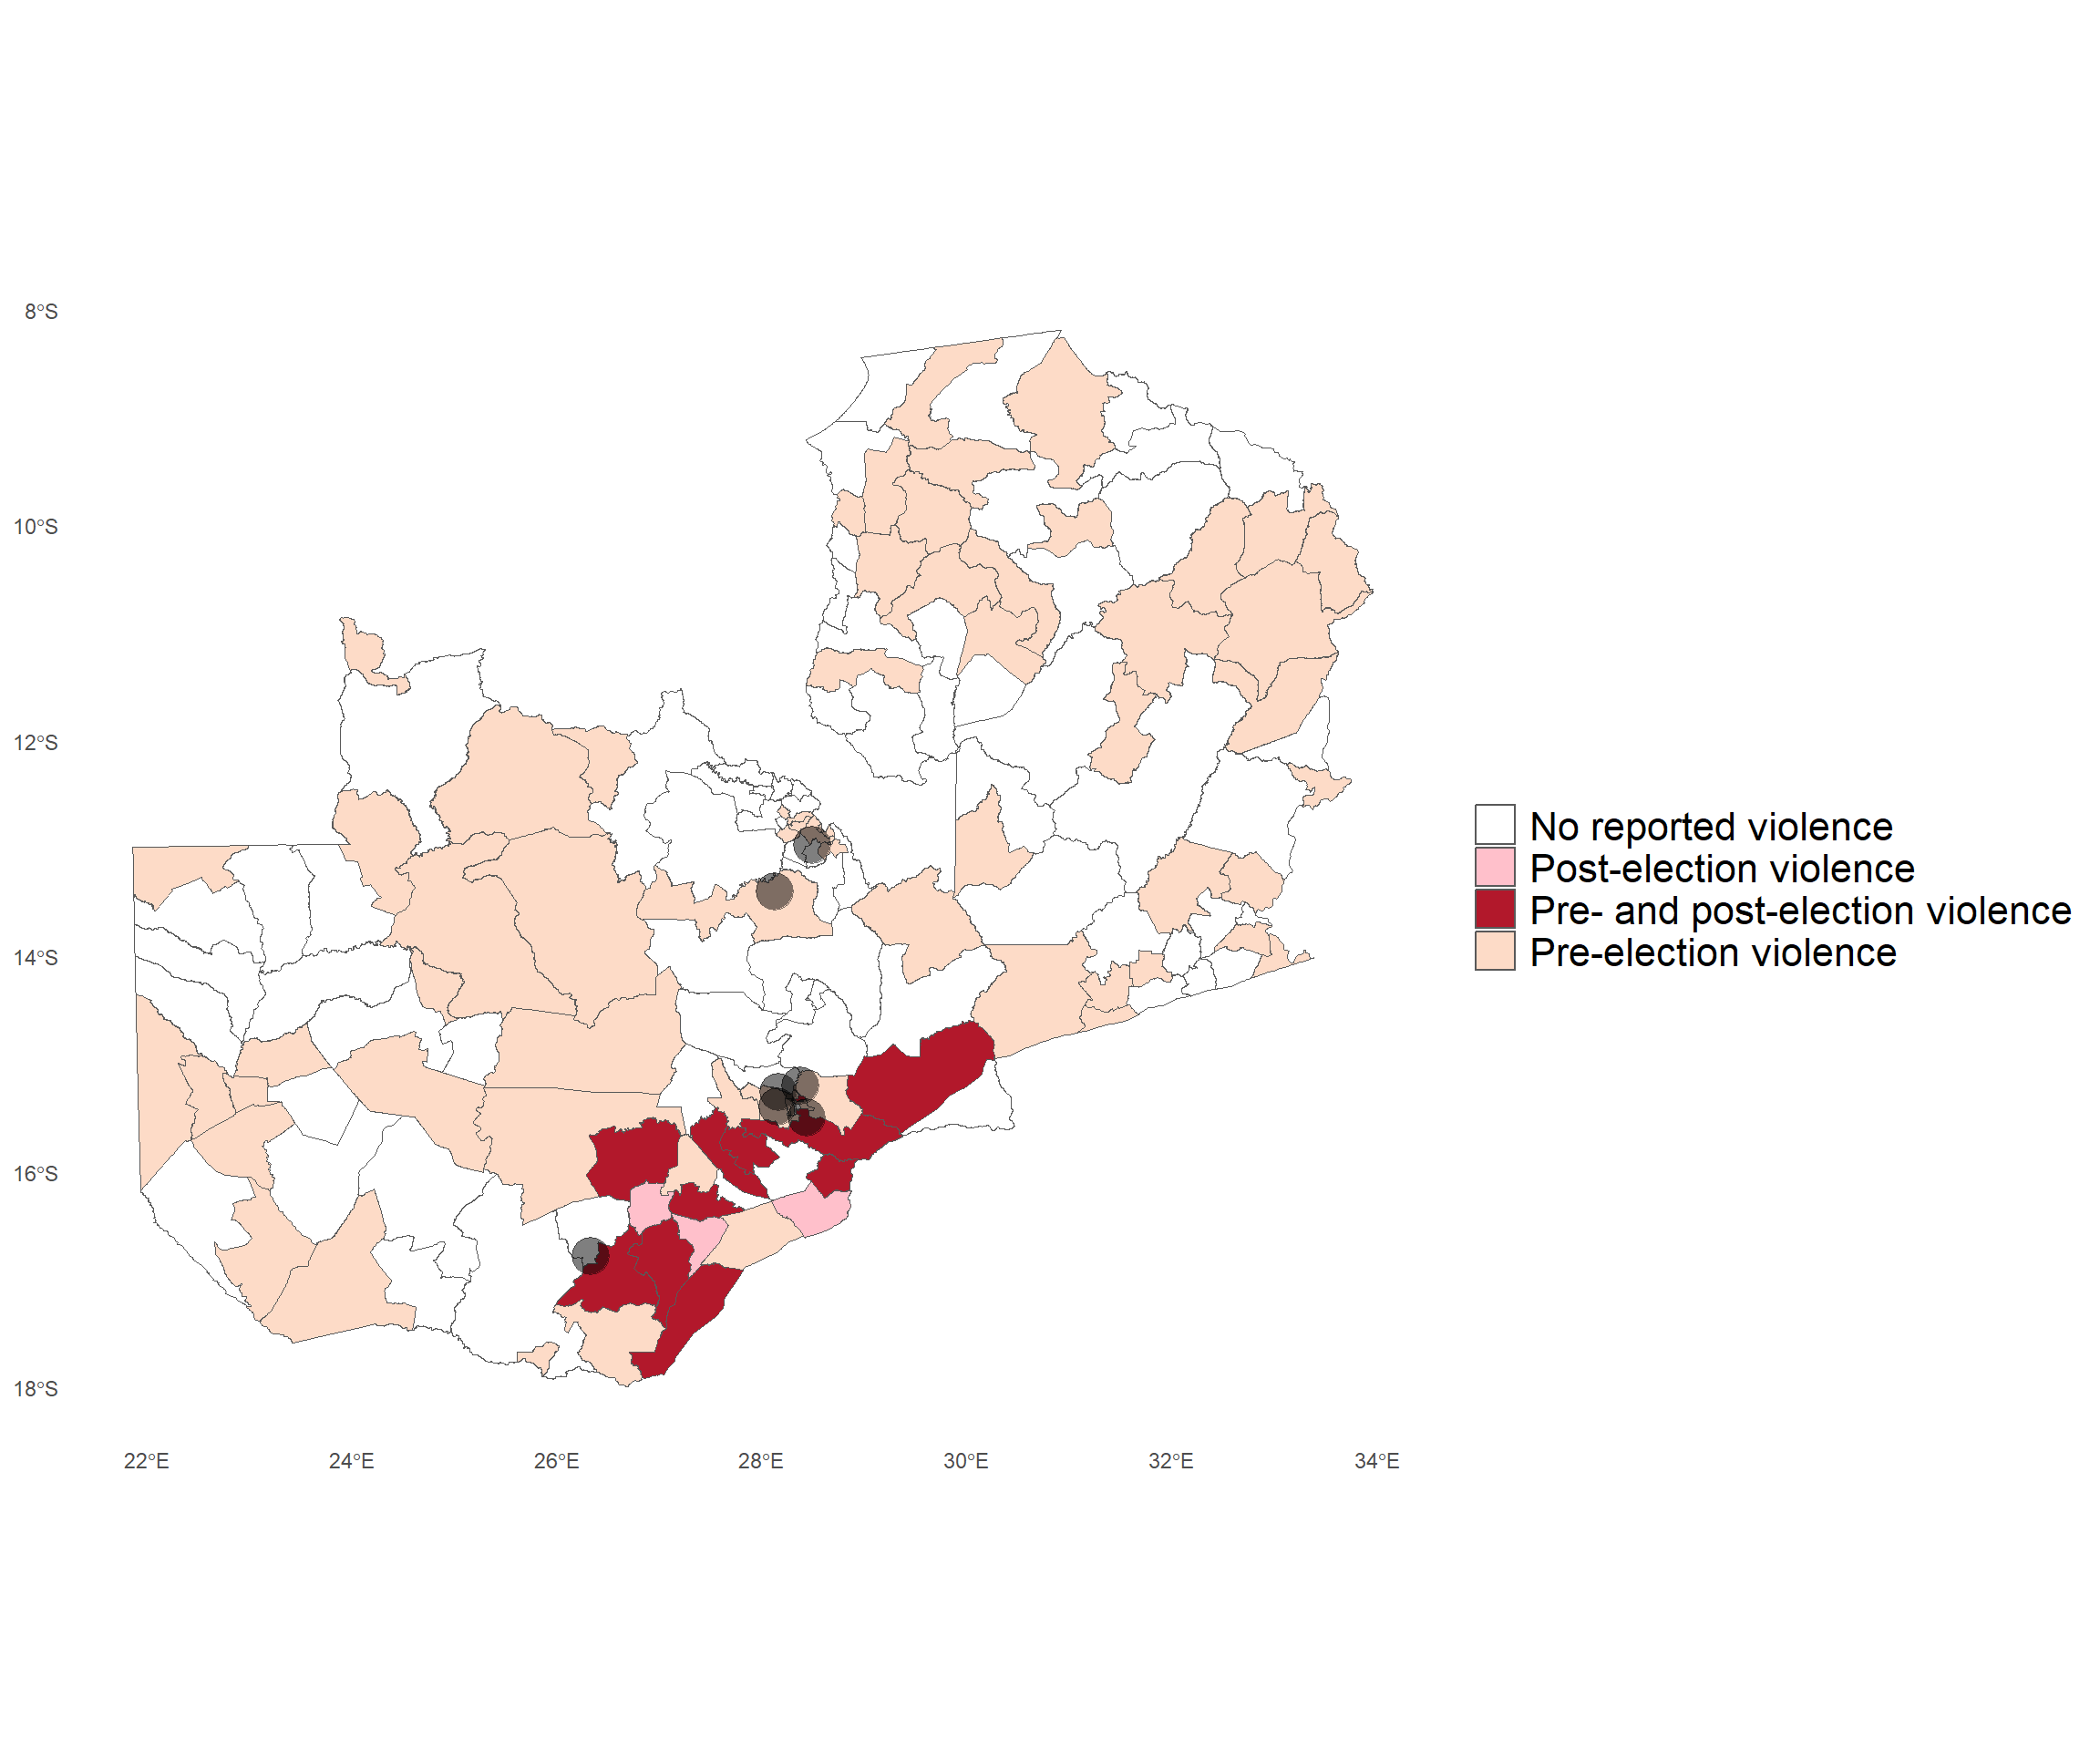 8°S
10°S
12°S
14°S
16°S
18°S
22°E
24°E
26°E
28°E
30°E
32°E
34°E
No reported violence
Post-election violence
Pre- and post-election violence
Pre-election violence